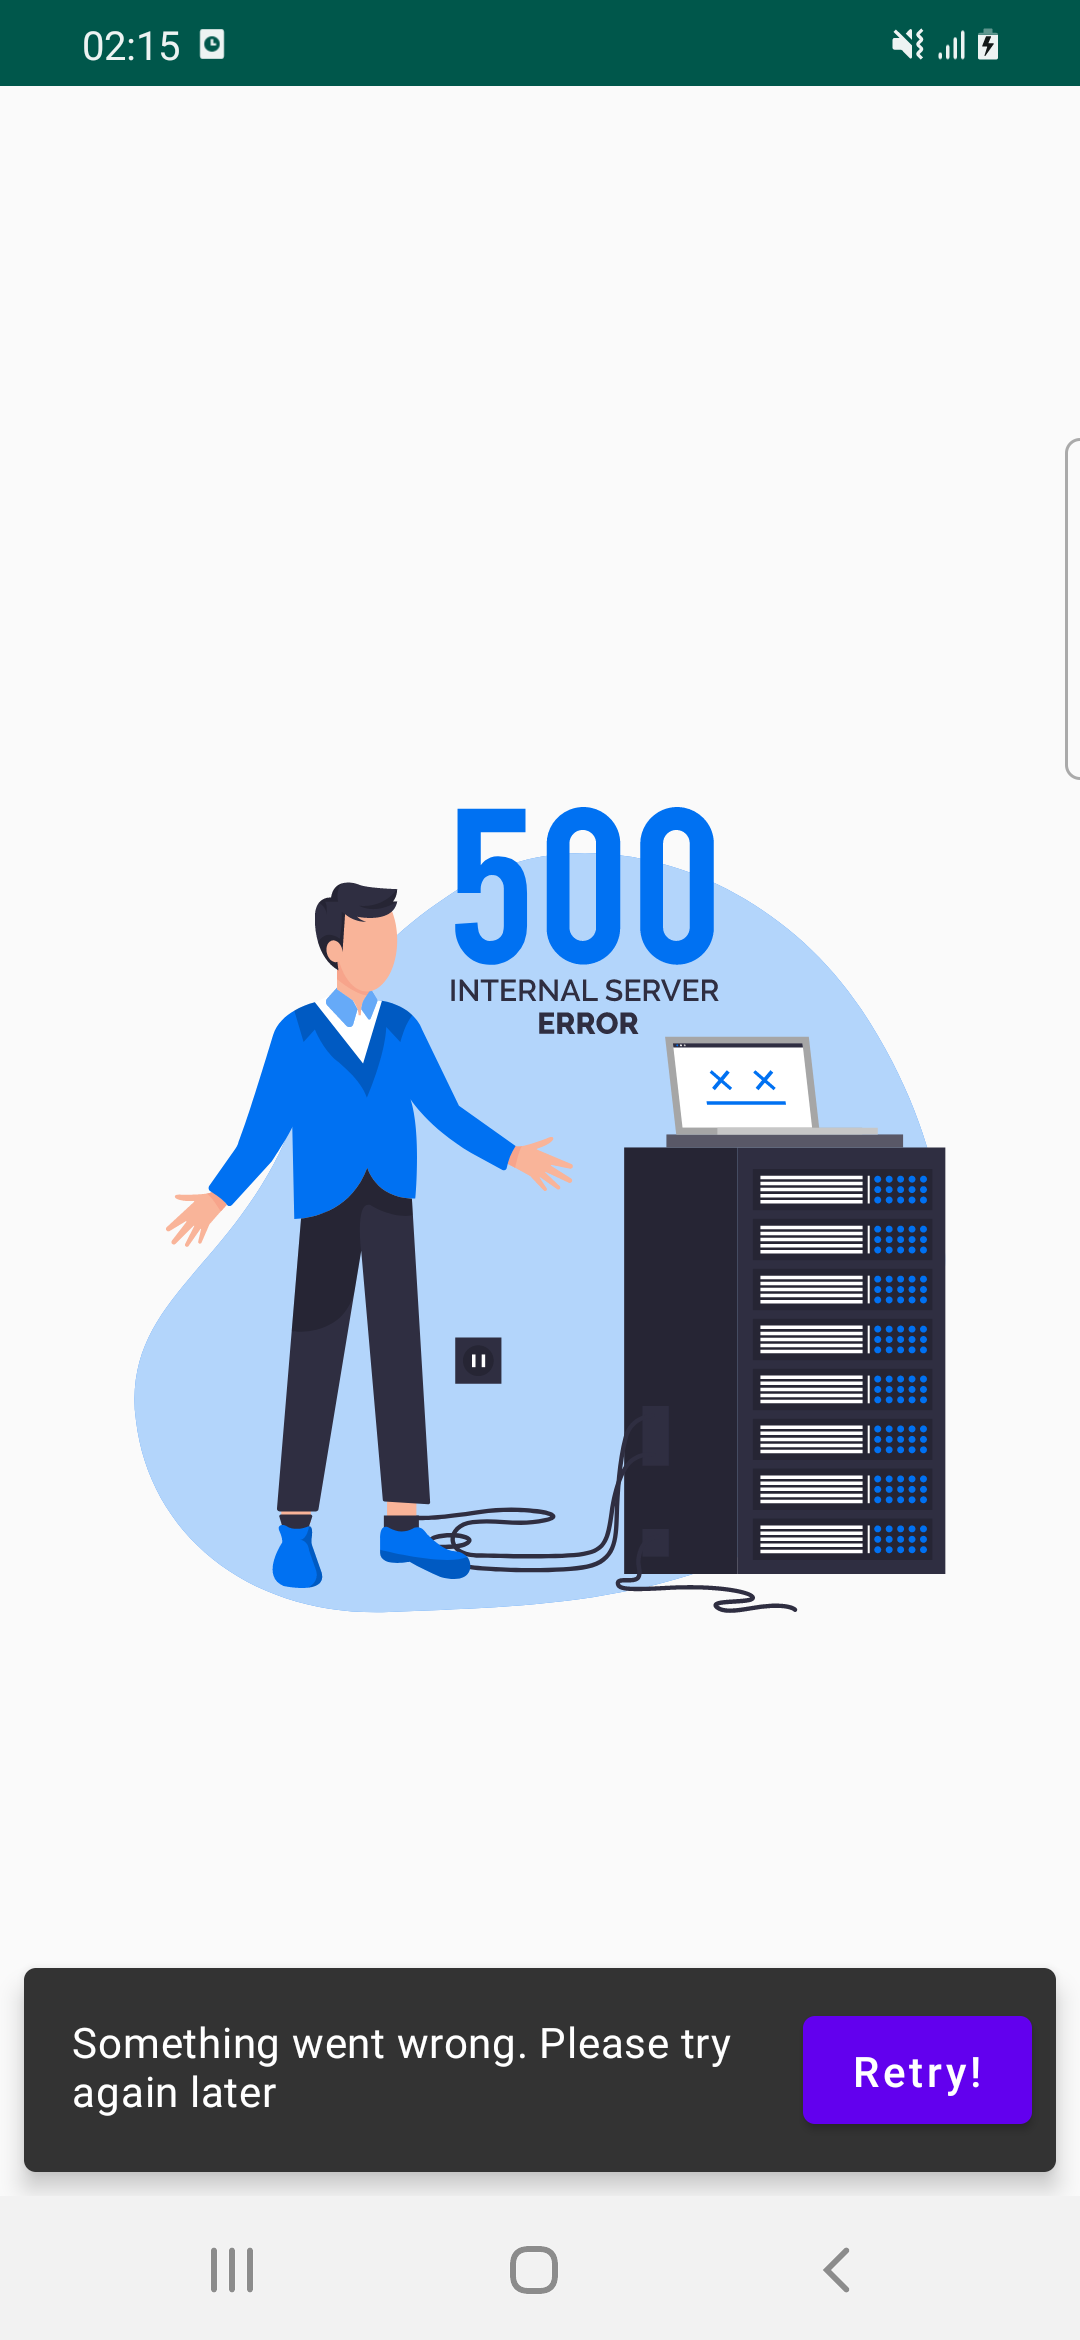 02:15
500
INTERNAL SERVER
ERROR
Something went wrong. Please try
again later
Retry!